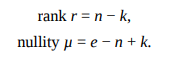 rank r = n − k,
nullity μ = e − n + k.